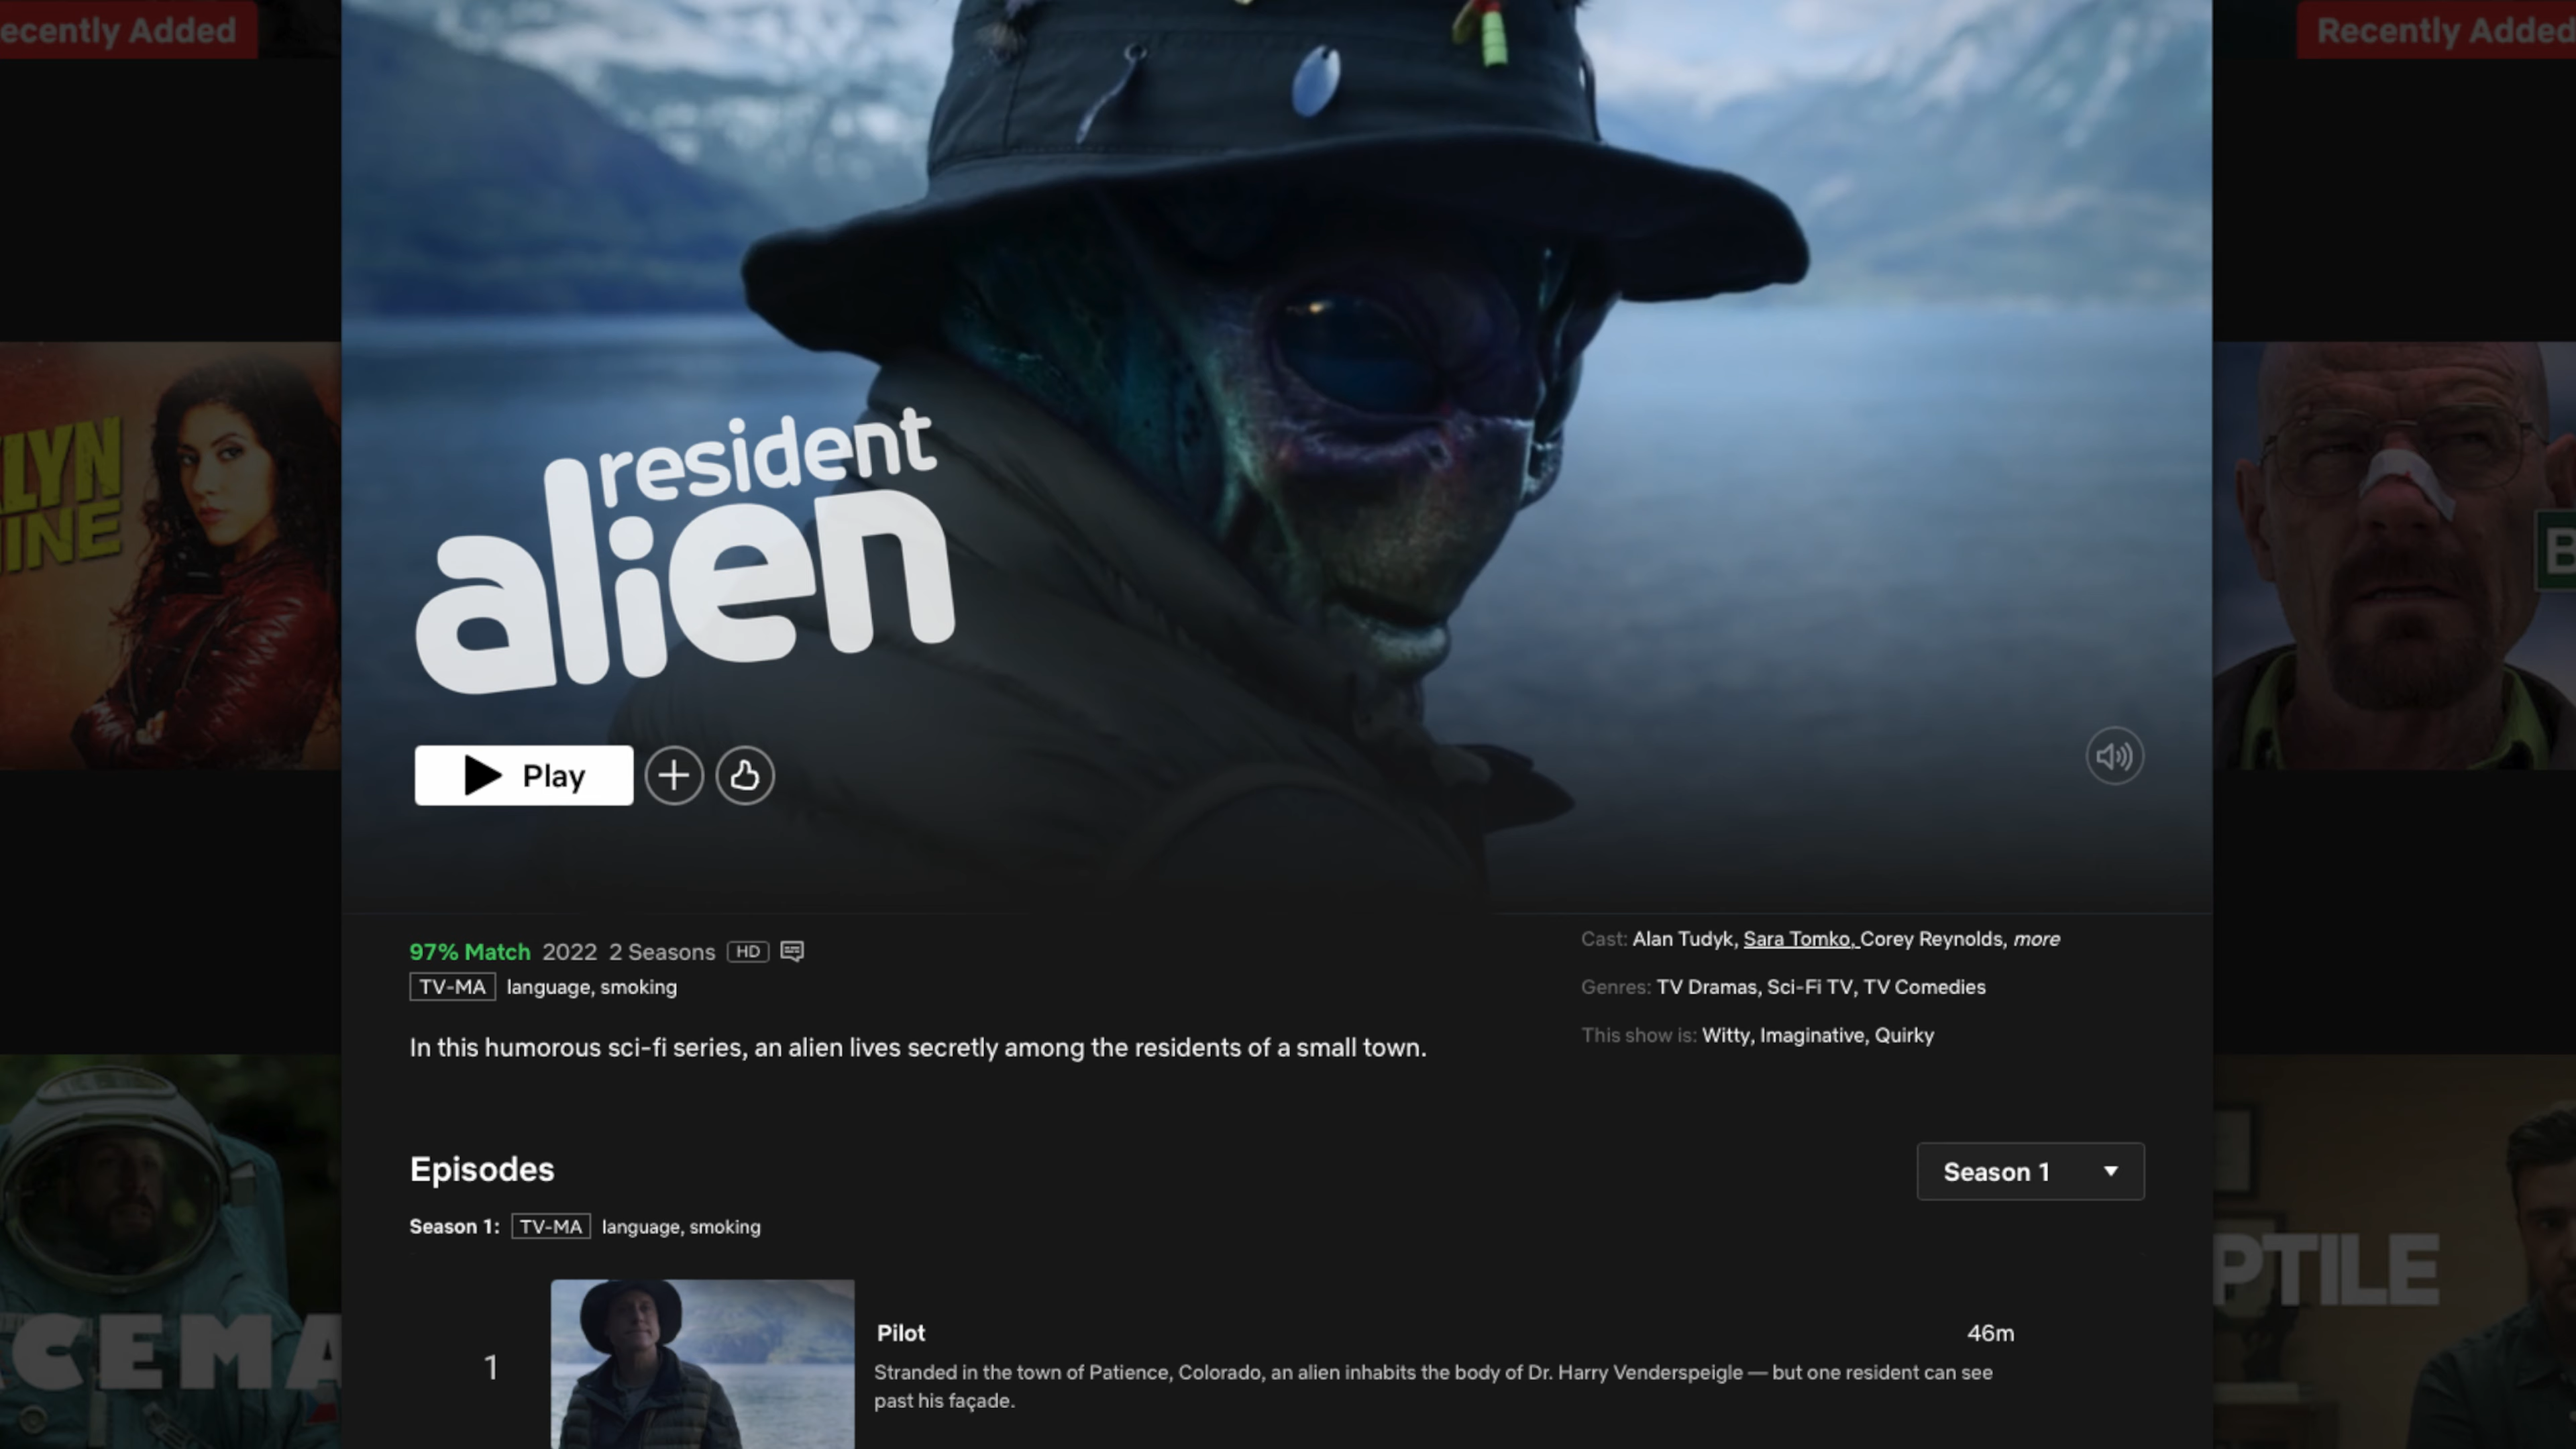 ecently Added
Recently Added
LYN
INE
B
resident
alien
Play
97% Match 2022 2 Seasons HD
TV-MA language, smoking
In this humorous sci-fi series, an alien lives secretly among the residents of a small town.
Cast: Alan Tudyk, Sara Tomko, Corey Reynolds, more
Genres: TV Dramas, Sci-Fi TV, TV Comedies
This show is: Witty, Imaginative, Quirky
Episodes
Season 1
Season 1: TV-MA language, smoking
CEMA
PTILE
1
Pilot
46m
Stranded in the town of Patience, Colorado, an alien inhabits the body of Dr. Harry Venderspeigle — but one resident can see
past his façade.